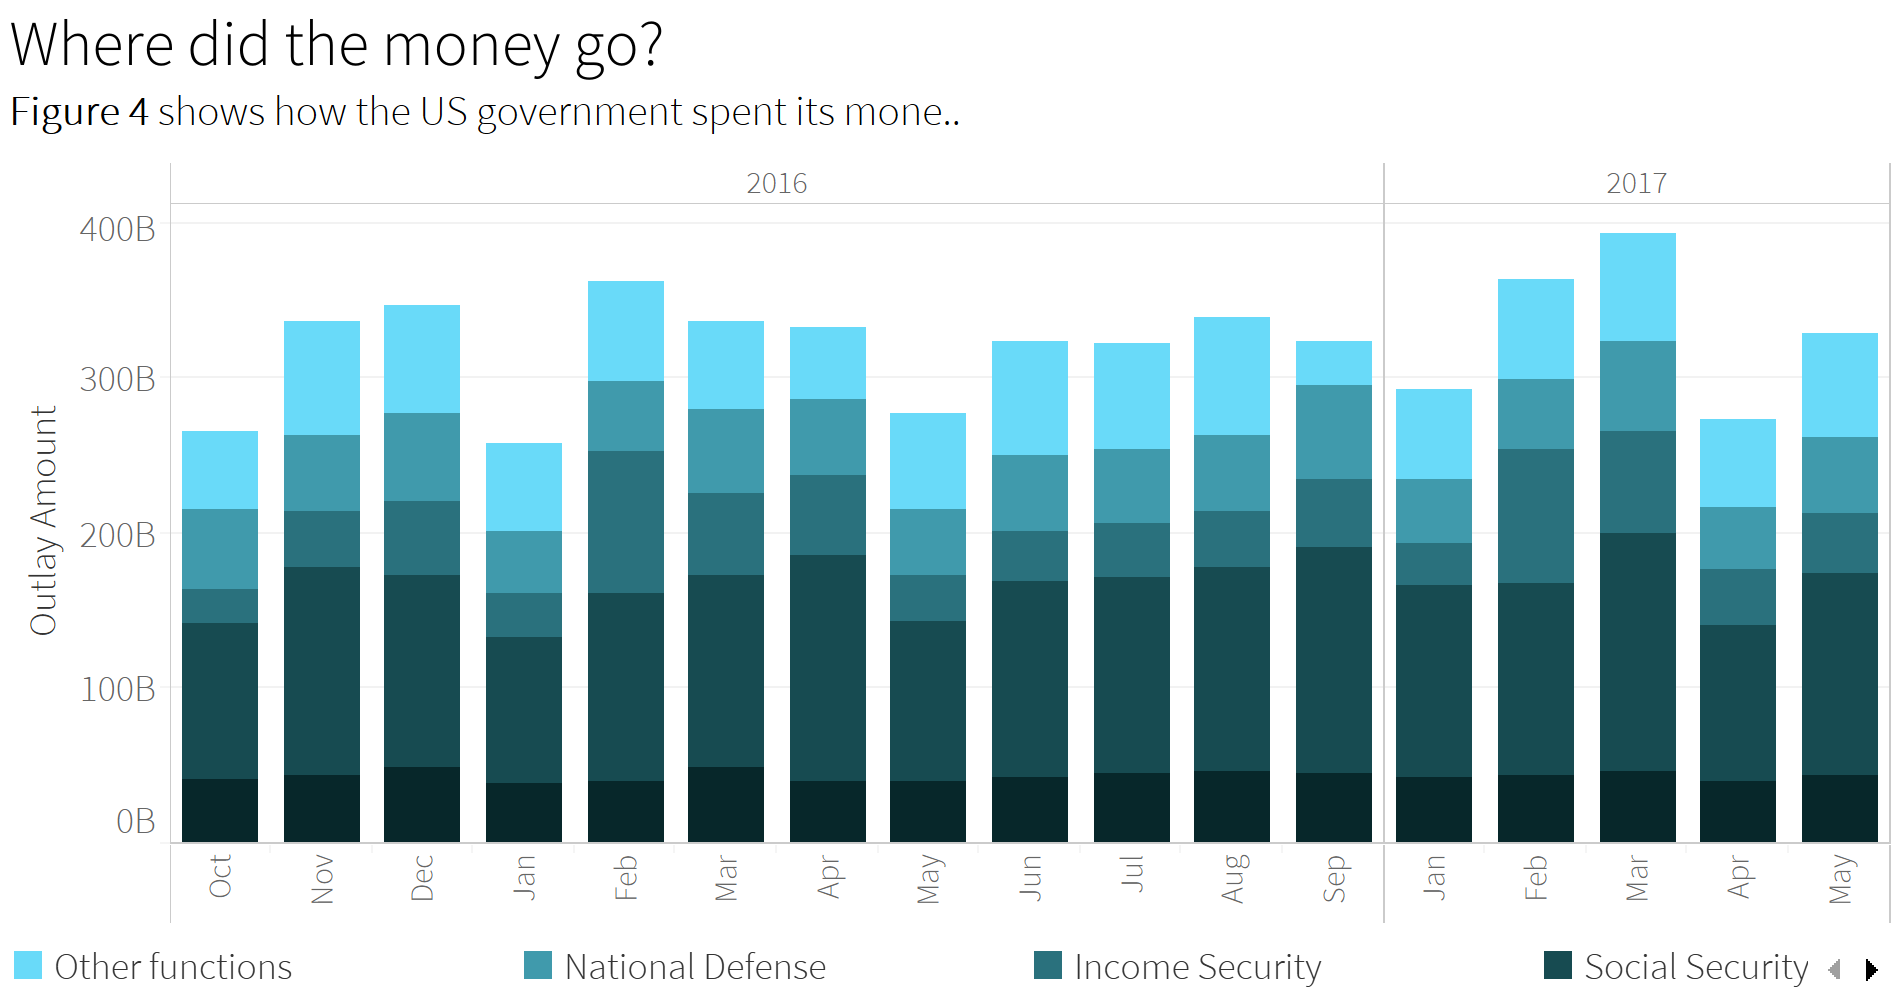 Where did the money go?
Figure 4 shows how the US government spent its mone..
2016
2017
400B
300B
200B
100B
0B
Outlay Amount
Oct
Nov
Dec
Jan
Feb
Mar
Apr
May
Jun
Jul
Aug
Sep
Jan
Feb
Mar
Apr
May
Other functions
National Defense
Income Security
Social Security